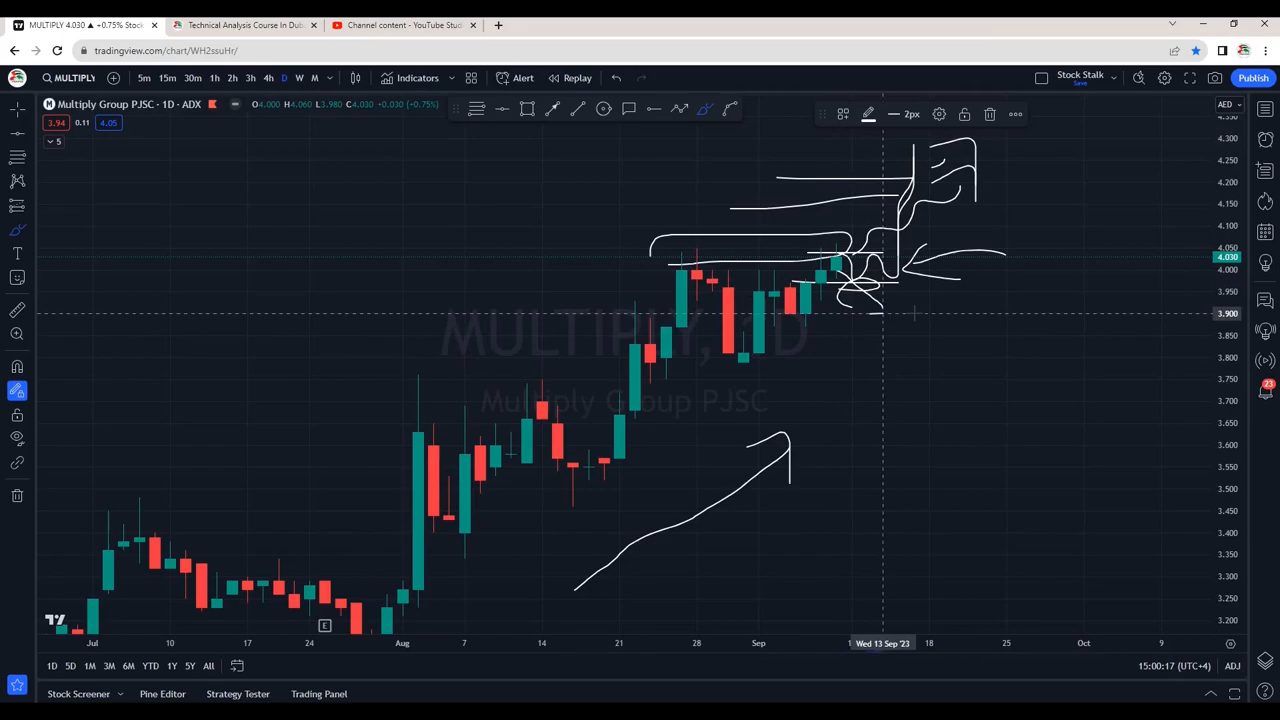 MULTIPLY 4.030 ▲ +0.75% Stock
Technical Analysis Course In Dub
Channel content - YouTube Stud
tradingview.com/chart/WH2ssuHr/
MULTIPLY 5m 15m 30m 1h 2h 3h 4h D W M Indicators Alert Replay Stock Stalk Save Publish
Multiply Group PJSC · 1D · ADX O4.000 H4.060 L3.980 C4.030 +0.030 (+0.75%)
AED
3.94 0.11 4.05
2px
5
4.300
4.250
4.200
4.150
4.100
4.050
4.030
4.000
3.950
3.900
3.850
3.800
3.750
3.700
3.650
3.600
3.550
3.500
3.450
3.400
3.350
3.300
3.250
3.200
MULTIPLY, 1D
Multiply Group PJSC
23
E
Jul 10 17 24 Aug 7 14 21 28 Sep Wed 13 Sep '23 18 25 Oct 9
1D 5D 1M 3M 6M YTD 1Y 5Y All 15:00:17 (UTC+4) ADJ
Stock Screener Pine Editor Strategy Tester Trading Panel